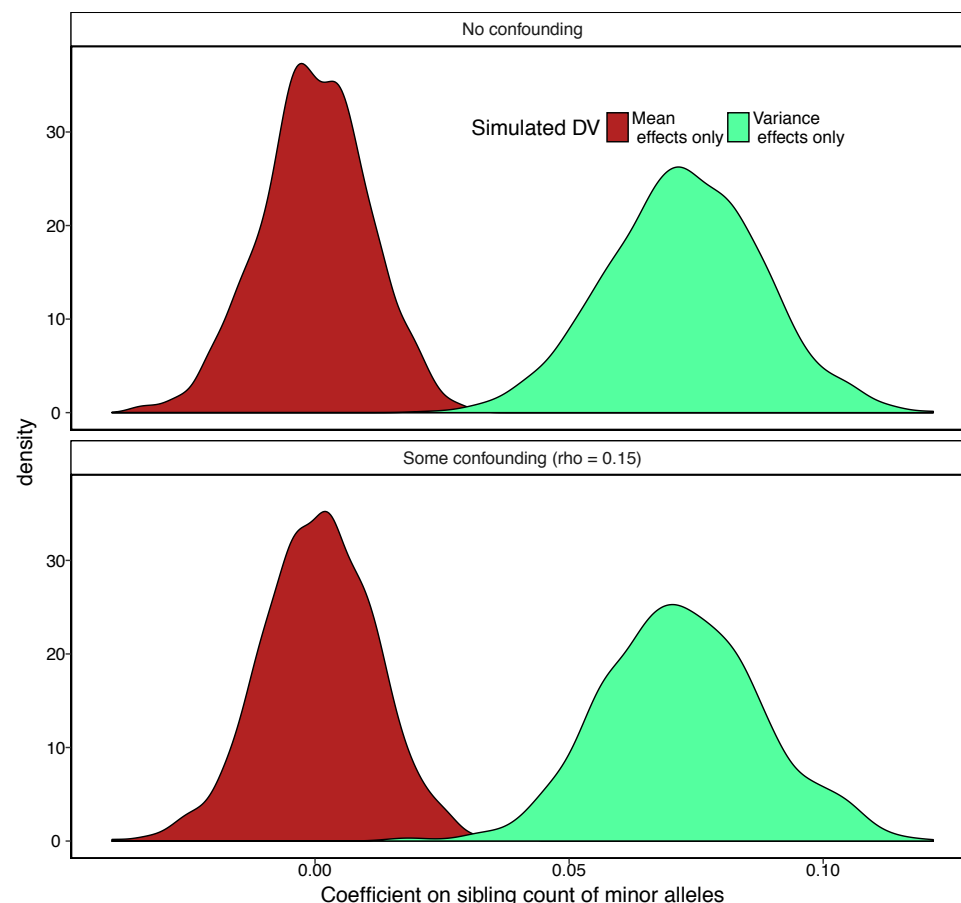 No confounding
Simulated DV
Mean
effects only
Variance
effects only
30
20
10
0
density
Some confounding (rho = 0.15)
30
20
10
0
0.00
0.05
0.10
Coefficient on sibling count of minor alleles